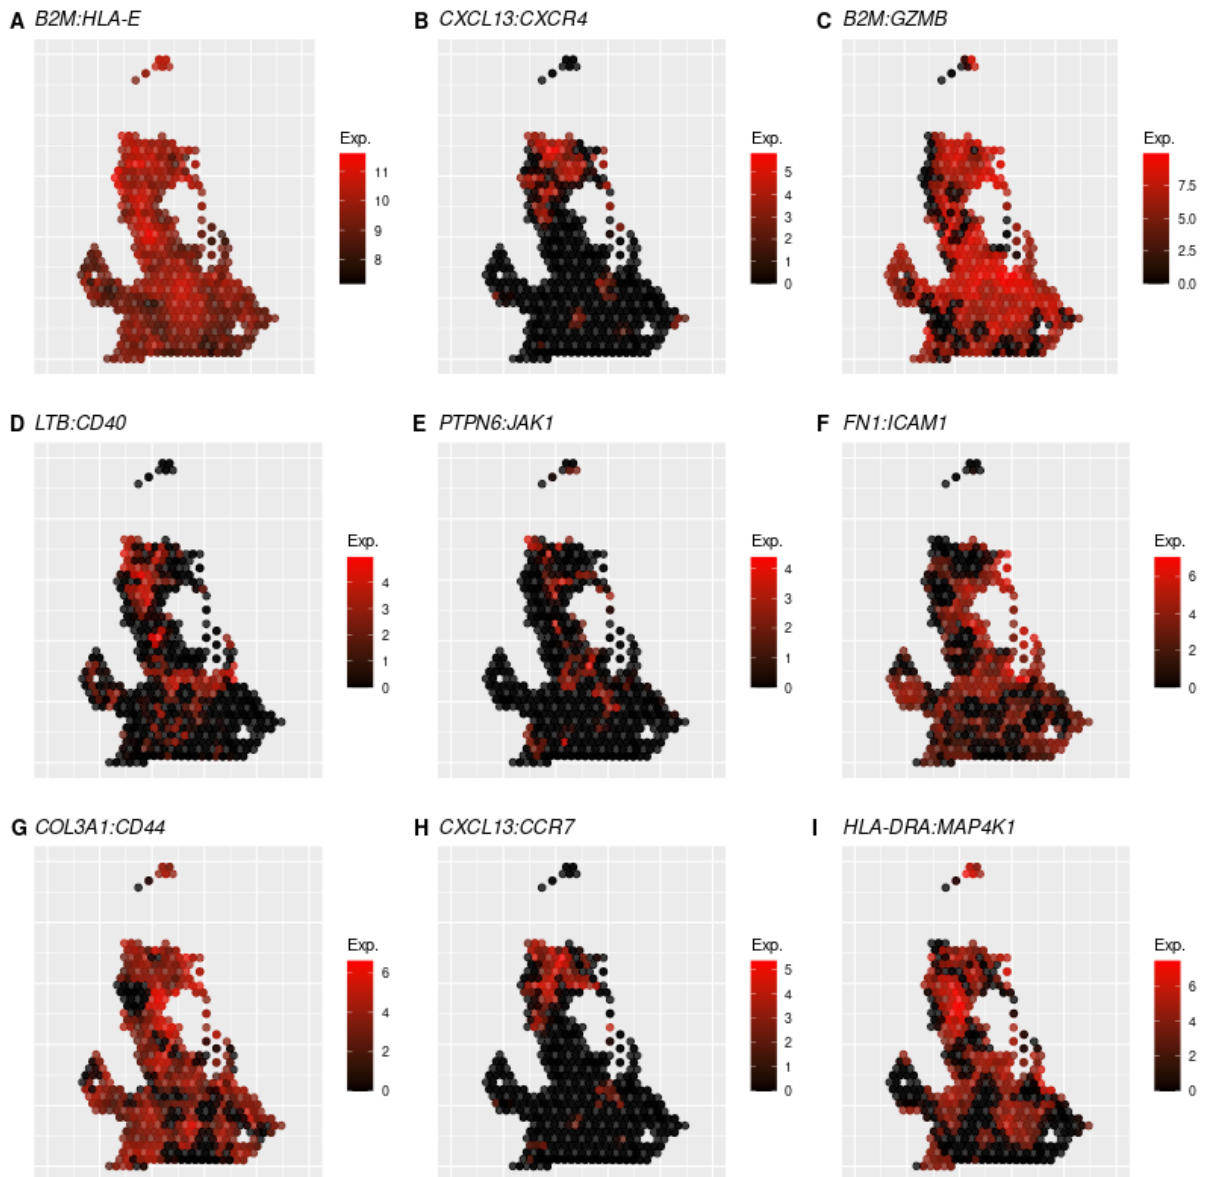 A B2M:HLA-E
B CXCL13:CXCR4
C B2M:GZMB
Exp.
11
10
9
8
Exp.
5
4
3
2
1
0
Exp.
7.5
5.0
2.5
0.0
D LTB:CD40
E PTPN6:JAK1
F FN1:ICAM1
Exp.
4
3
2
1
0
Exp.
4
3
2
1
0
Exp.
6
4
2
0
G COL3A1:CD44
H CXCL13:CCR7
I HLA-DRA:MAP4K1
Exp.
6
4
2
0
Exp.
5
4
3
2
1
0
Exp.
6
4
2
0